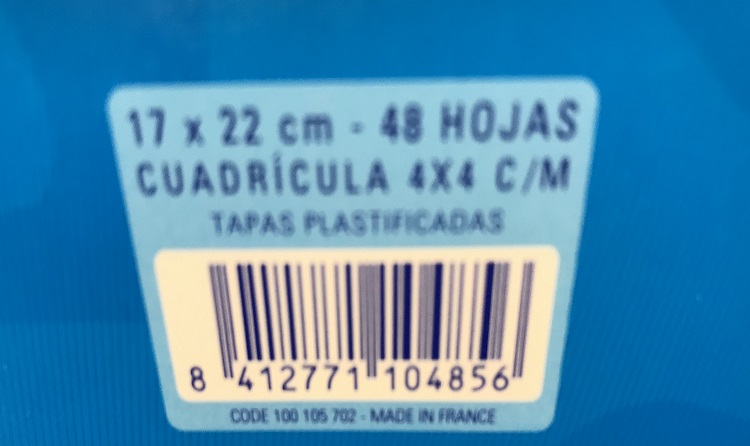 17 x 22 cm - 48 HOJAS
CUADRÍCULA 4X4 C/M
TAPAS PLASTIFICADAS
8 412771 104856
CODE 100 105 702 - MADE IN FRANCE